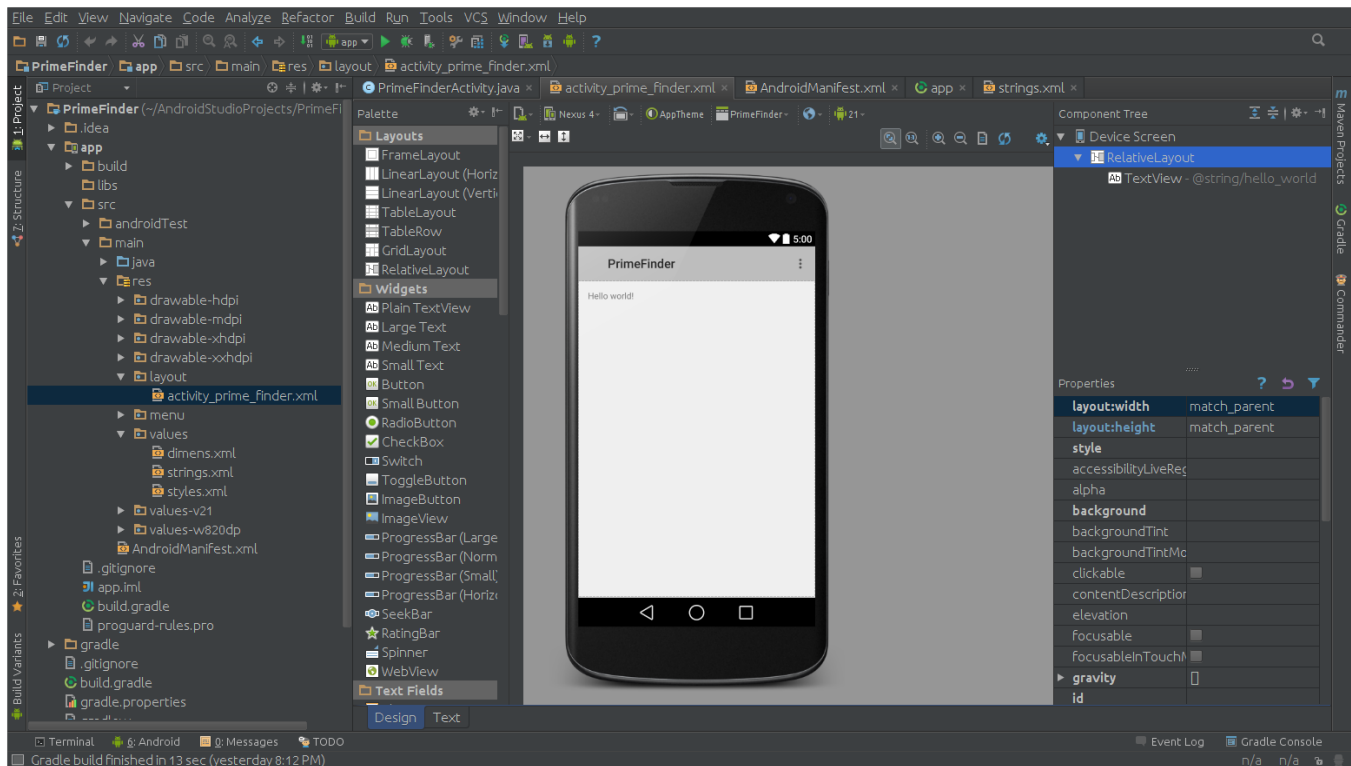 File Edit View Navigate Code Analyze Refactor Build Run Tools VCS Window Help
app
PrimeFinder app src main res layout activity_prime_finder.xml
Project
PrimeFinderActivity.java activity_prime_finder.xml AndroidManifest.xml app strings.xml
1: Project
Z: Structure
2: Favorites
Build Variants
PrimeFinder (~/AndroidStudioProjects/PrimeFi
.idea
app
build
libs
src
androidTest
main
java
res
drawable-hdpi
drawable-mdpi
drawable-xhdpi
drawable-xxhdpi
layout
activity_prime_finder.xml
menu
values
dimens.xml
strings.xml
styles.xml
values-v21
values-w820dp
AndroidManifest.xml
.gitignore
app.iml
build.gradle
proguard-rules.pro
gradle
.gitignore
build.gradle
gradle.properties
Palette
Layouts
FrameLayout
LinearLayout (Horiz
LinearLayout (Verti
TableLayout
TableRow
GridLayout
RelativeLayout
Widgets
Plain TextView
Large Text
Medium Text
Small Text
Button
Small Button
RadioButton
CheckBox
Switch
ToggleButton
ImageButton
ImageView
ProgressBar (Large
ProgressBar (Norm
ProgressBar (Small)
ProgressBar (Horizo
SeekBar
RatingBar
Spinner
WebView
Text Fields
Nexus 4 AppTheme PrimeFinder 21
5:00
PrimeFinder
Hello world!
Design Text
Component Tree
Device Screen
RelativeLayout
Ab TextView - @string/hello_world
Properties
layout:width match_parent
layout:height match_parent
style
accessibilityLiveReg
alpha
background
backgroundTint
backgroundTintMo
clickable
contentDescription
elevation
focusable
focusableInTouchM
gravity []
id
Maven Projects
Gradle
Commander
Terminal 6: Android 0: Messages TODO Event Log Gradle Console
Gradle build finished in 13 sec (yesterday 8:12 PM) n/a n/a